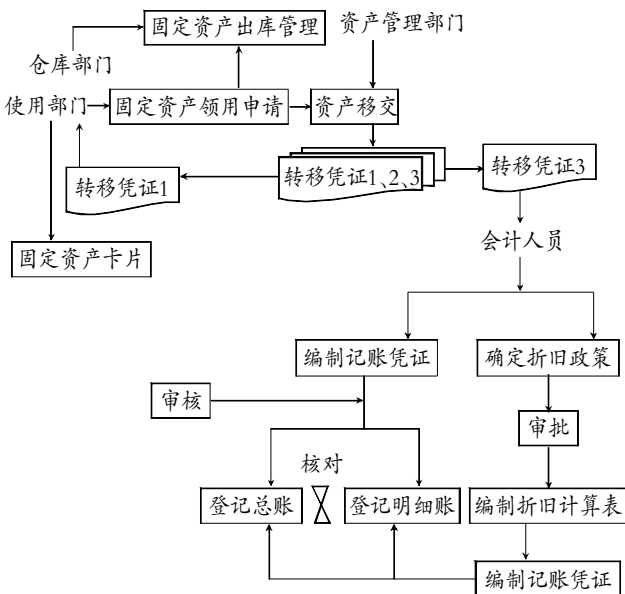 固定资产出库管理
资产管理部门
仓库部门
使用部门
固定资产领用申请
资产移交
转移凭证1
转移凭证1、2、3
转移凭证3
会计人员
固定资产卡片
编制记账凭证
确定折旧政策
审核
审批
核对
登记总账
登记明细账
编制折旧计算表
编制记账凭证